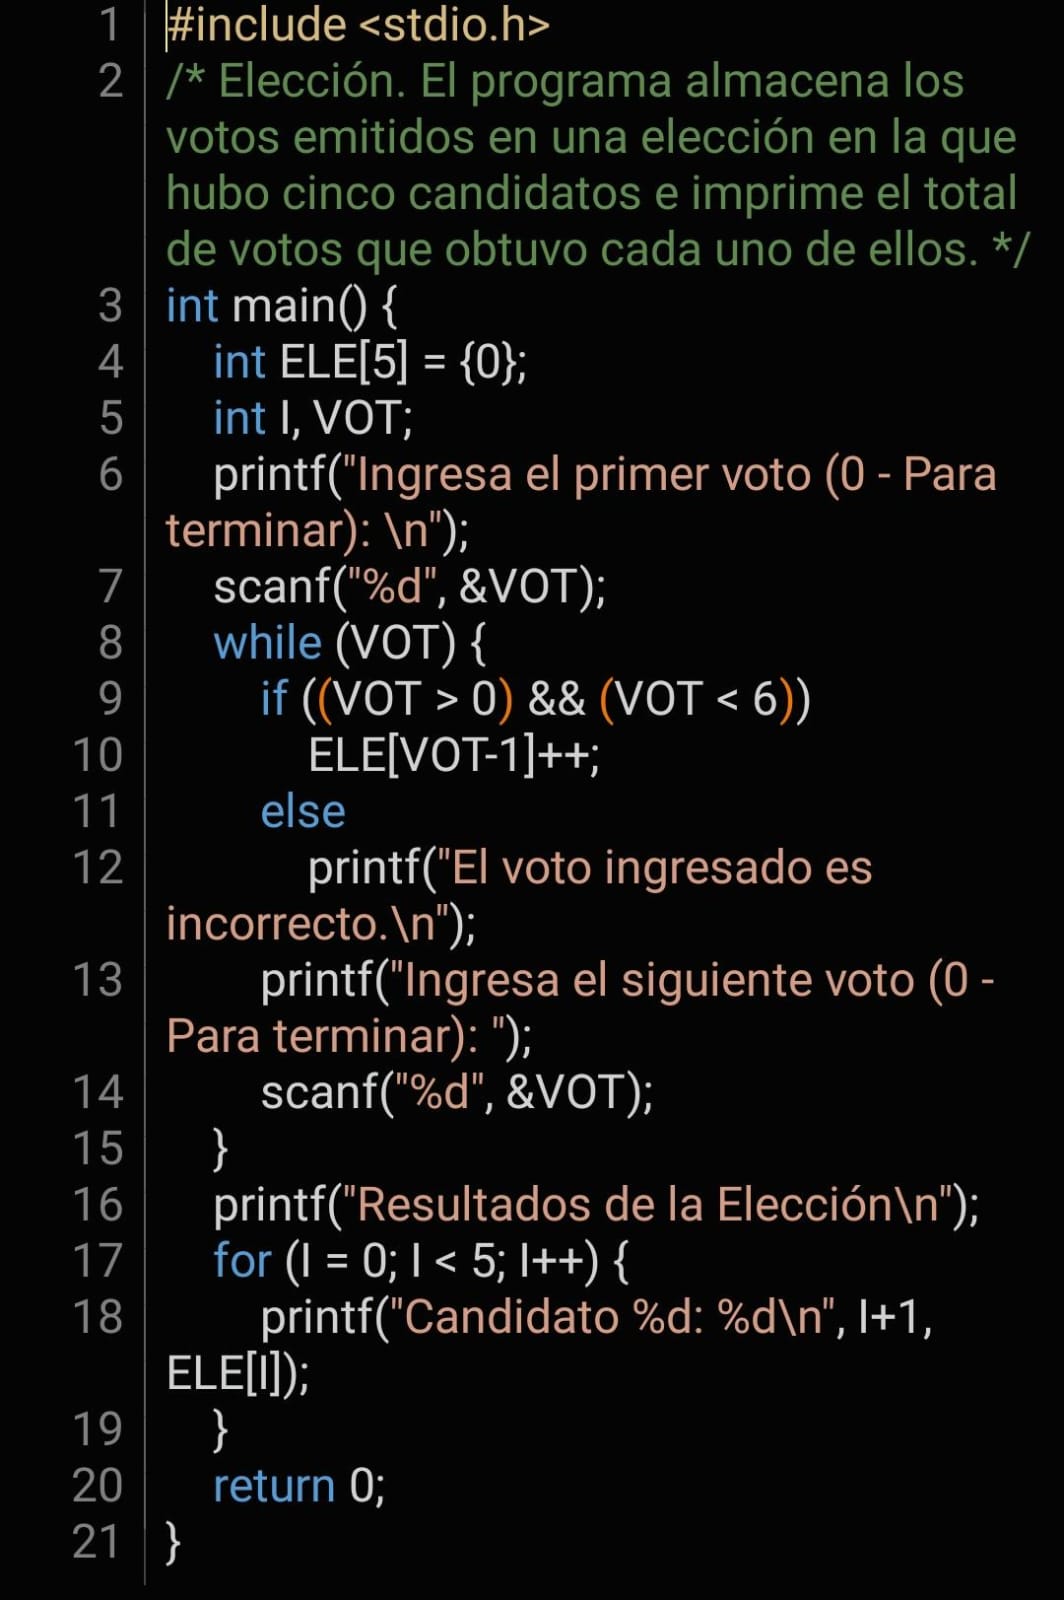 1 #include <stdio.h>
2 /* Elección. El programa almacena los
votos emitidos en una elección en la que
hubo cinco candidatos e imprime el total
de votos que obtuvo cada uno de ellos. */
3 int main() {
4 int ELE[5] = {0};
5 int I, VOT;
6 printf("Ingresa el primer voto (0 - Para
terminar): \n");
7 scanf("%d", &VOT);
8 while (VOT) {
9 if ((VOT > 0) && (VOT < 6))
10 ELE[VOT-1]++;
11 else
12 printf("El voto ingresado es
incorrecto.\n");
13 printf("Ingresa el siguiente voto (0 -
Para terminar): ");
14 scanf("%d", &VOT);
15 }
16 printf("Resultados de la Elección\n");
17 for (I = 0; I < 5; I++) {
18 printf("Candidato %d: %d\n", I+1,
ELE[I]);
19 }
20 return 0;
21 }